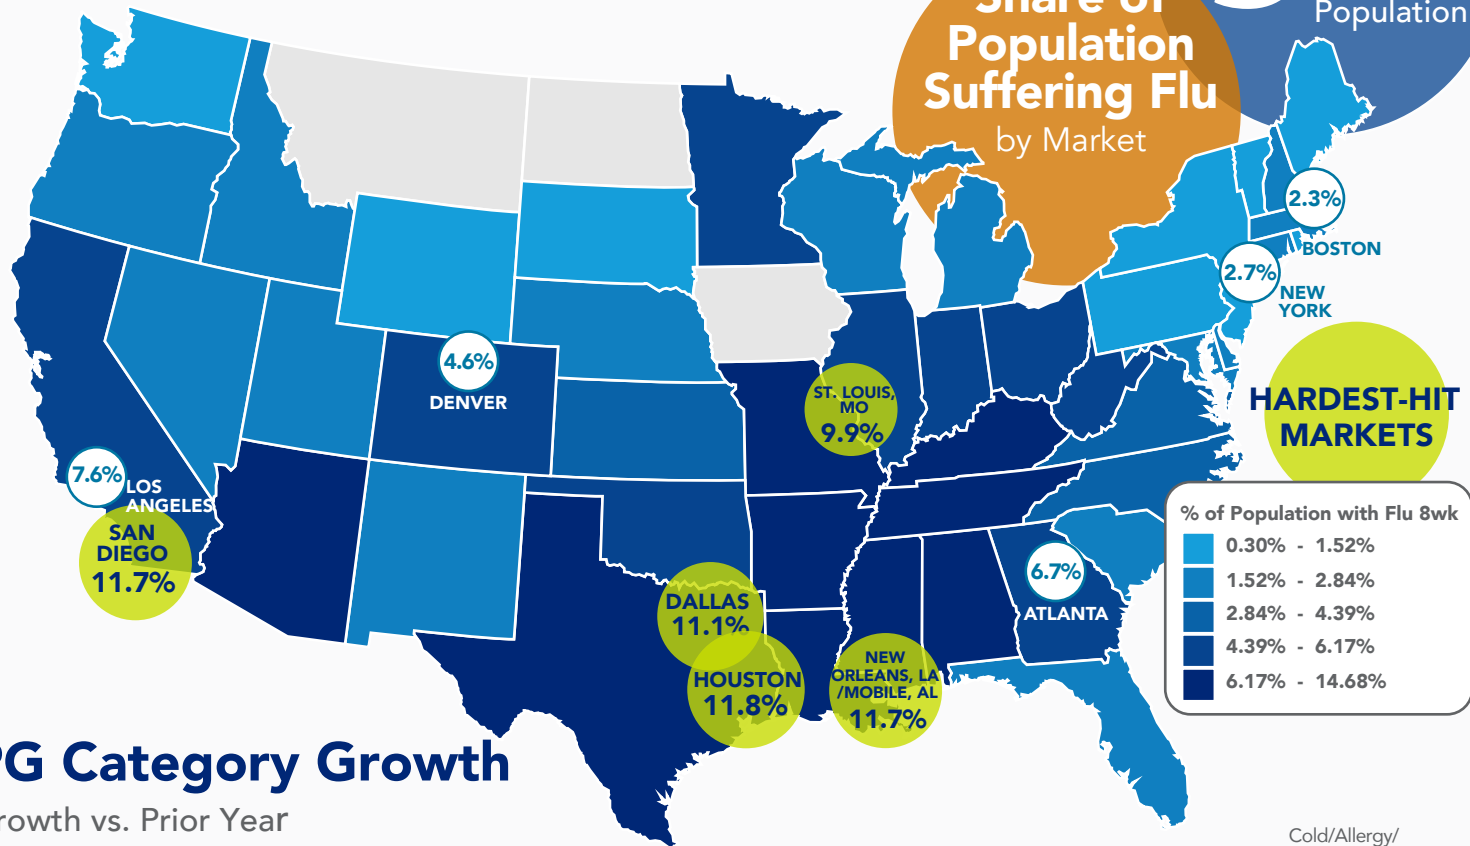 Share of
Population
Suffering Flu
by Market
Population
2.3%
BOSTON
2.7%
NEW
YORK
4.6%
DENVER
ST. LOUIS,
MO
9.9%
HARDEST-HIT
MARKETS
7.6%
LOS
ANGELES
SAN
DIEGO
11.7%
DALLAS
11.1%
HOUSTON
11.8%
NEW
ORLEANS, LA
/MOBILE, AL
11.7%
6.7%
ATLANTA
% of Population with Flu 8wk
0.30% - 1.52%
1.52% - 2.84%
2.84% - 4.39%
4.39% - 6.17%
6.17% - 14.68%
PG Category Growth
rowth vs. Prior Year
Cold/Allergy/